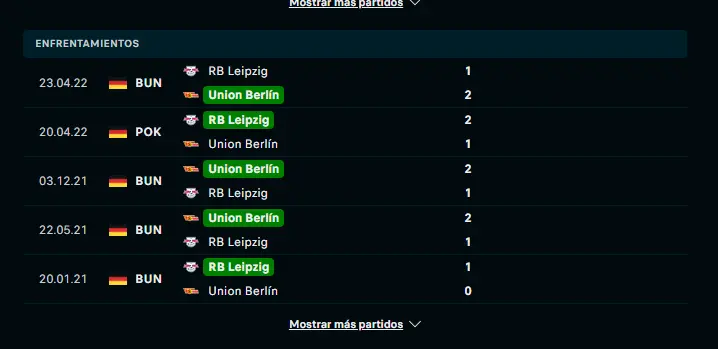 Mostrar más partidos
ENFRENTAMIENTOS
23.04.22 BUN RB Leipzig 1
Union Berlín 2
20.04.22 POK RB Leipzig 2
Union Berlín 1
03.12.21 BUN Union Berlín 2
RB Leipzig 1
22.05.21 BUN Union Berlín 2
RB Leipzig 1
20.01.21 BUN RB Leipzig 1
Union Berlín 0
Mostrar más partidos